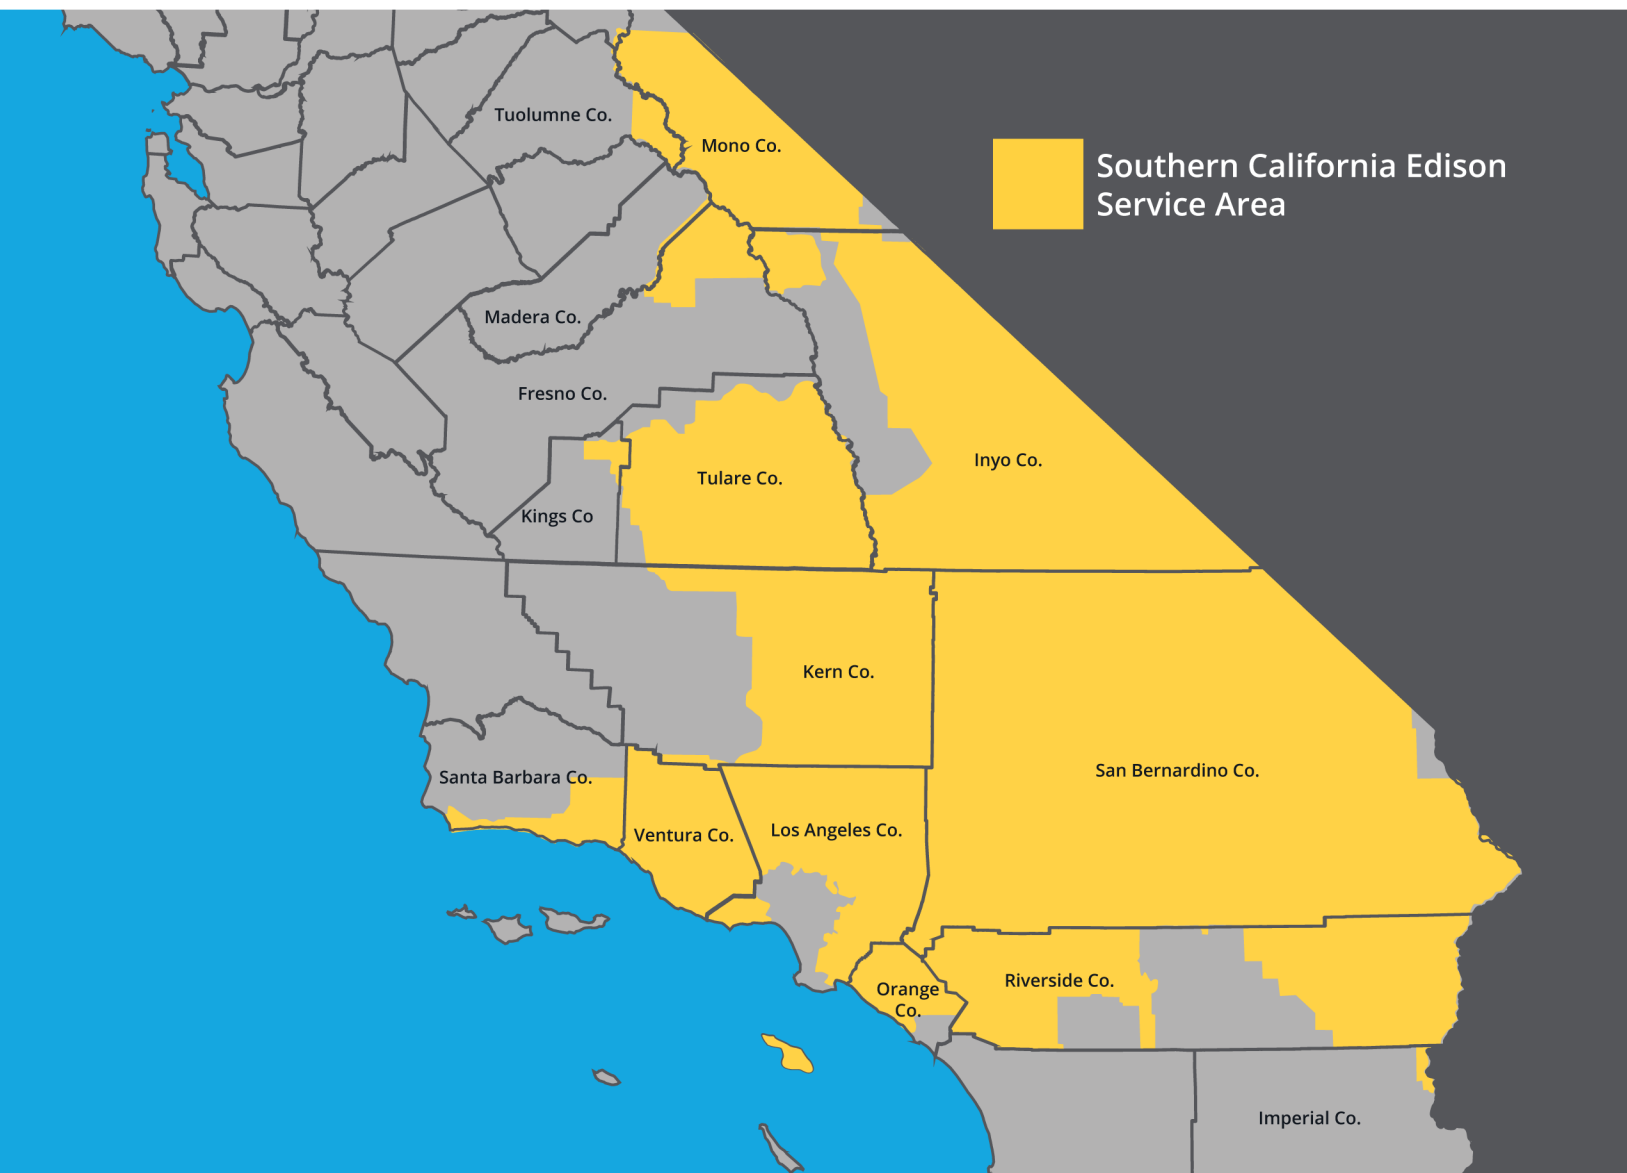 Tuolumne Co.
Mono Co.
Southern California Edison
Service Area
Madera Co.
Fresno Co.
Inyo Co.
Tulare Co.
Kings Co
Kern Co.
San Bernardino Co.
Santa Barbara Co.
Ventura Co.
Los Angeles Co.
Riverside Co.
Orange
Co.
Imperial Co.